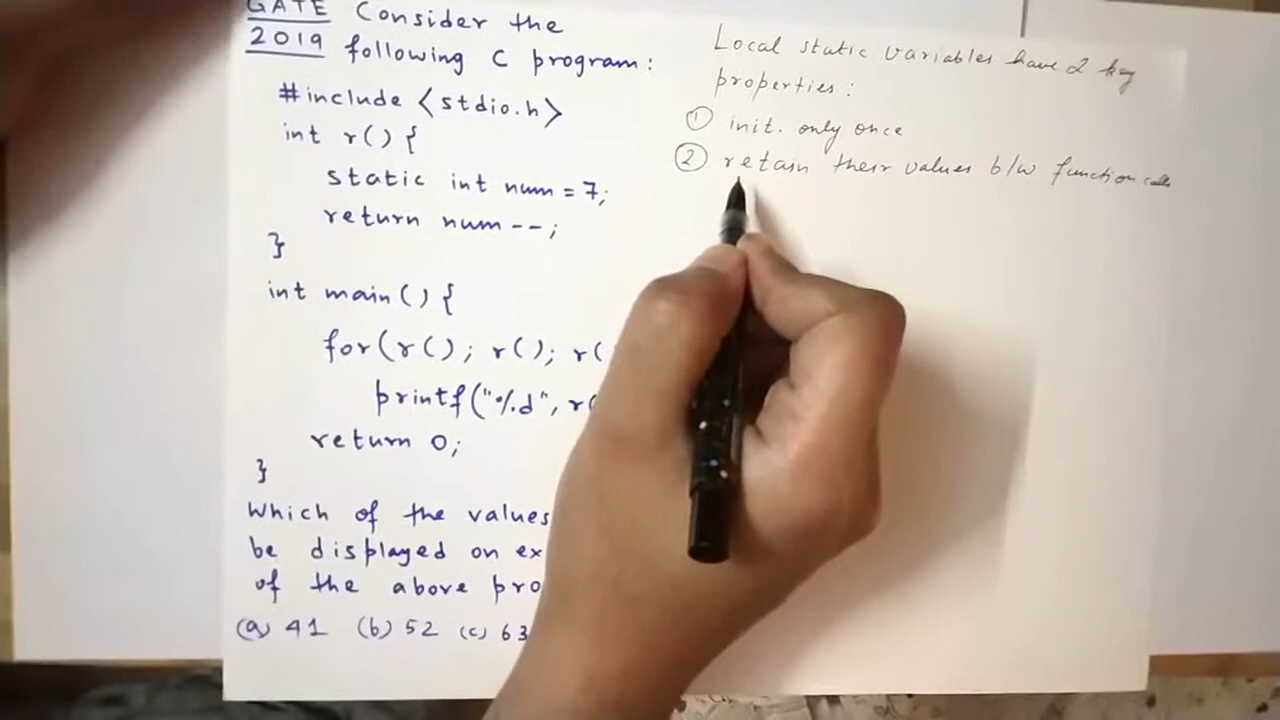 GATE Consider the
2019 following C program:
#include <stdio.h>
int r() {
static int num = 7;
return num --;
}
int main() {
for(r(); r(); r(
printf("%d", r(
return 0;
}
Which of the values
be displayed on ex
of the above pro
(a) 41 (b) 52 (c) 63
Local static variables have 2 key
properties:
① init. only once
② retain their values b/w function calls